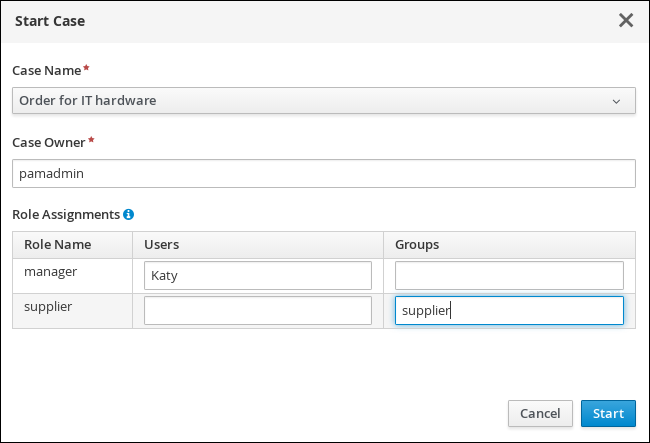 Start Case
Case Name*
Order for IT hardware
Case Owner*
pamadmin
Role Assignments
Role Name Users Groups
manager Katy
supplier supplier
Cancel Start